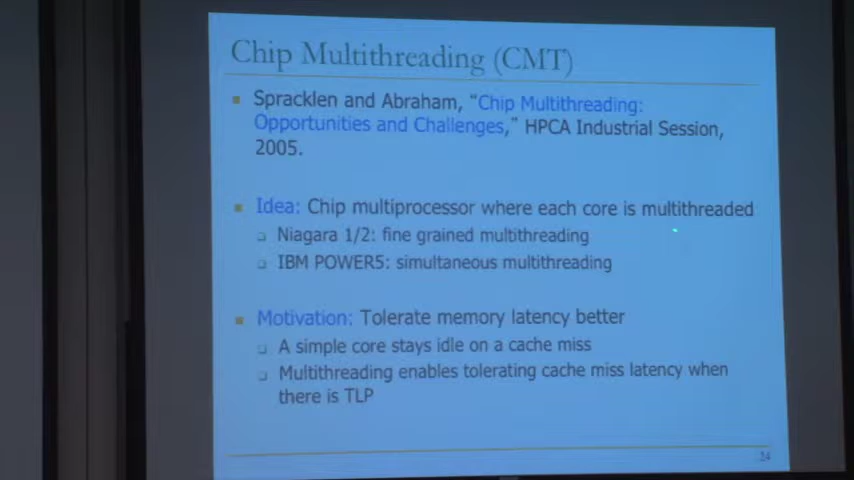 Chip Multithreading (CMT)
Spracklen and Abraham, "Chip Multithreading:
Opportunities and Challenges," HPCA Industrial Session,
2005.
Idea: Chip multiprocessor where each core is multithreaded
Niagara 1/2: fine grained multithreading
IBM POWER5: simultaneous multithreading
Motivation: Tolerate memory latency better
A simple core stays idle on a cache miss
Multithreading enables tolerating cache miss latency when
there is TLP